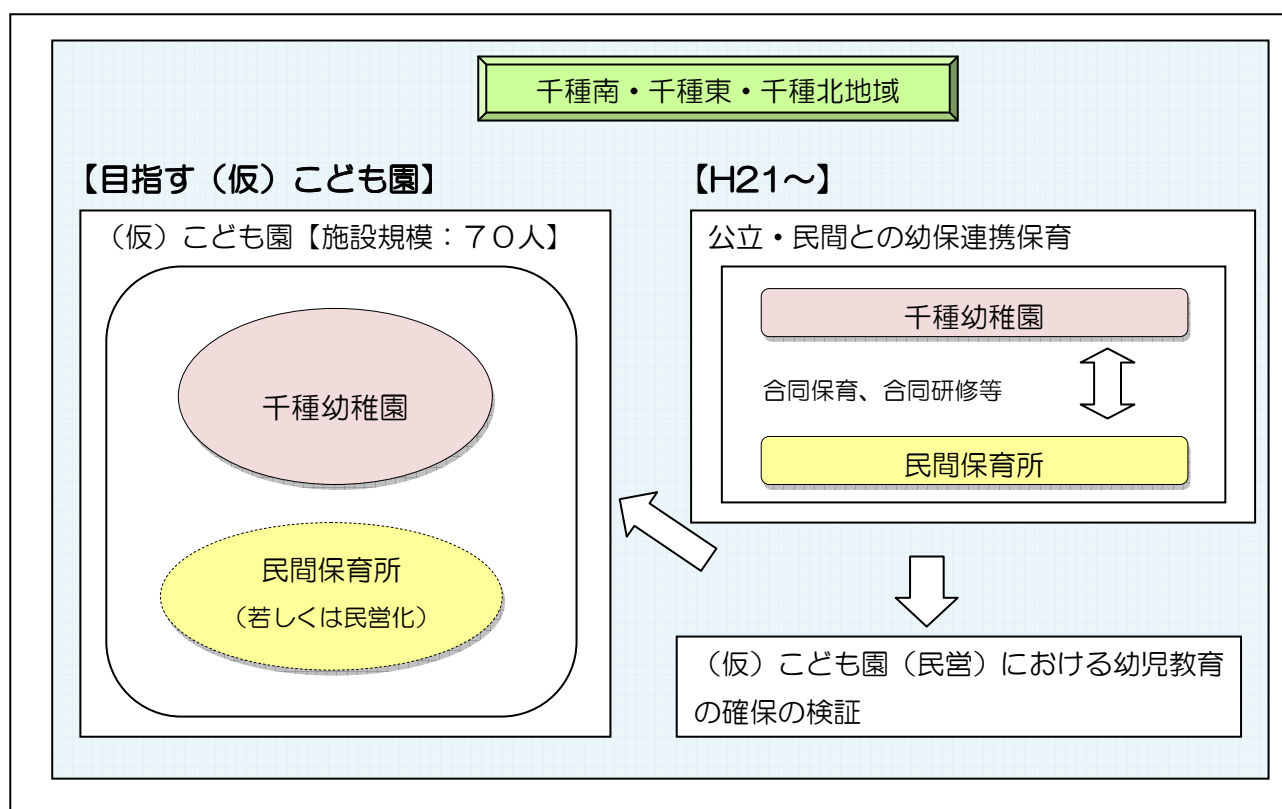 千種南・千種東・千種北地域
【目指す（仮）こども園】
（仮）こども園【施設規模：７０人】
千種幼稚園
民間保育所
（若しくは民営化）
【H21～】
公立・民間との幼保連携保育
千種幼稚園
合同保育、合同研修等
民間保育所
（仮）こども園（民営）における幼児教育
の確保の検証